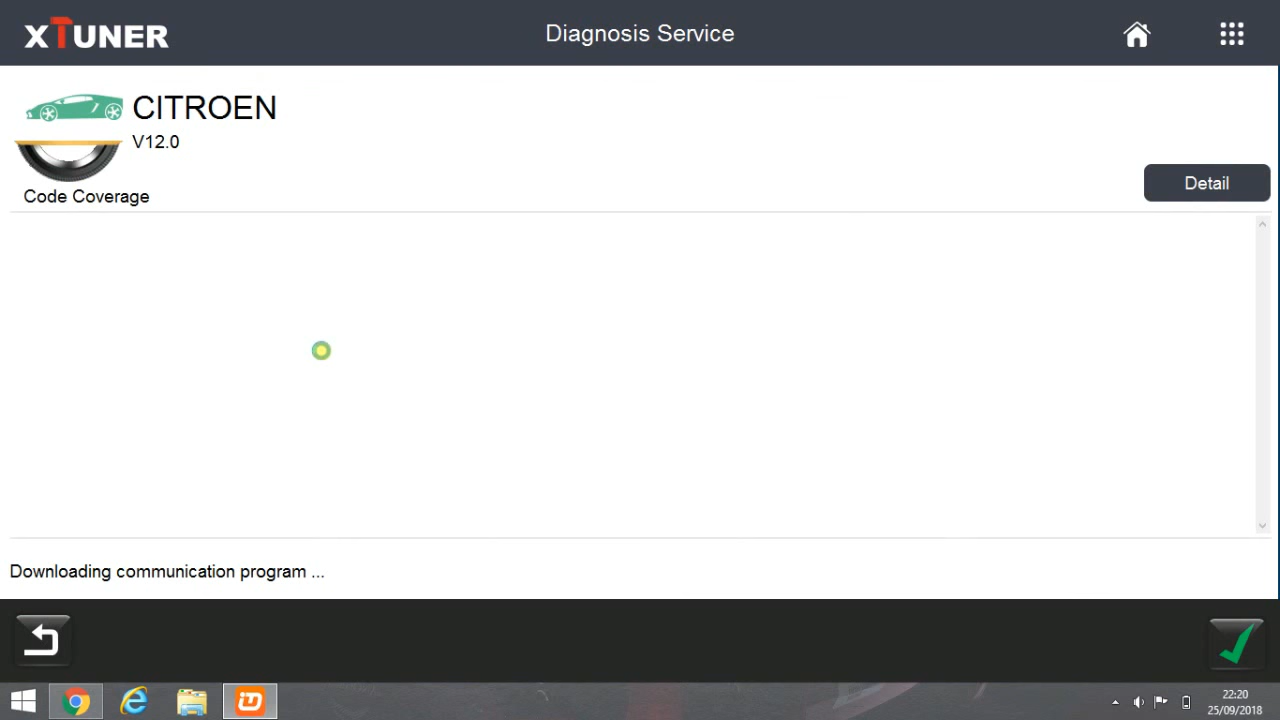 XTUNER
Diagnosis Service
CITROEN
V12.0
Code Coverage
Detail
Downloading communication program ...
22:20
25/09/2018